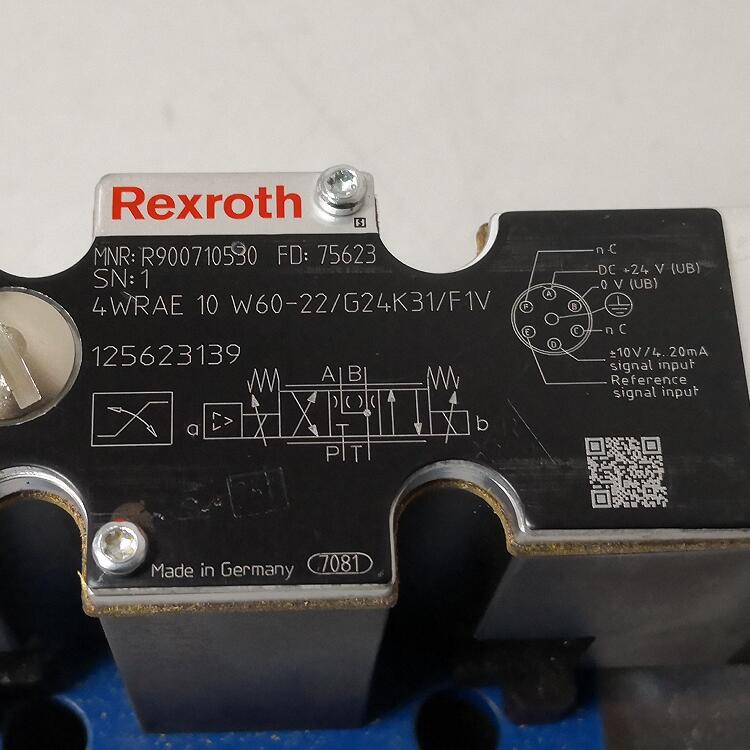 Rexroth
MNR: R900710530 FD: 75623
SN: 1
4WRAE 10 W60-22/G24K31/F1V
125623139
A B
a
b
P T
Made in Germany 7081
n C
DC +24 V (UB)
0 V (UB)
A
F
B
E
C
n C
D
±10V/4..20mA
signal input
Reference
signal input